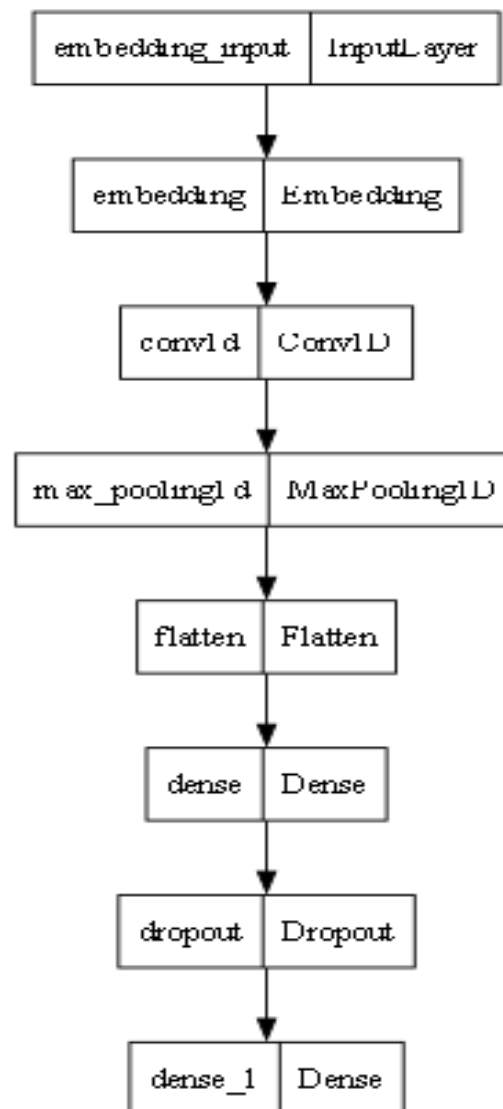 embedding_input InputLayer
embedding Embedding
conv1d Conv1D
max_pooling1d MaxPooling1D
flatten Flatten
dense Dense
dropout Dropout
dense_1 Dense